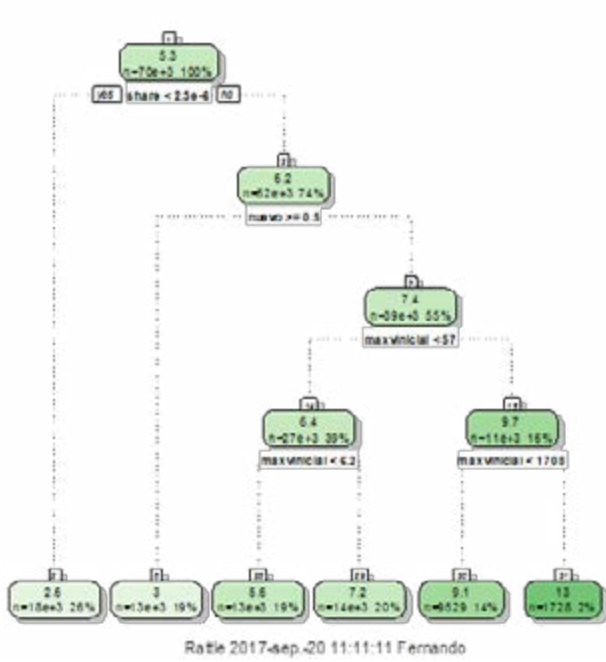 5.3
n=70e+3 100%
yes share < 2.5e-6 no
6.2
n=52e+3 74%
nuevo >= 0.5
7.4
n=39e+3 55%
maxvinicial < 57
6.4
n=27e+3 39%
9.7
n=11e+3 16%
maxvinicial < 6.2
maxvinicial <
2.6
n=18e+3 26%
3
n=13e+3 19%
5.6
n=13e+3 19%
7.2
n=14e+3 20%
9.1
n=9529 14%
13
n=1728 2%
Rattle 2017-sep.-20 11:11:11 Fernando